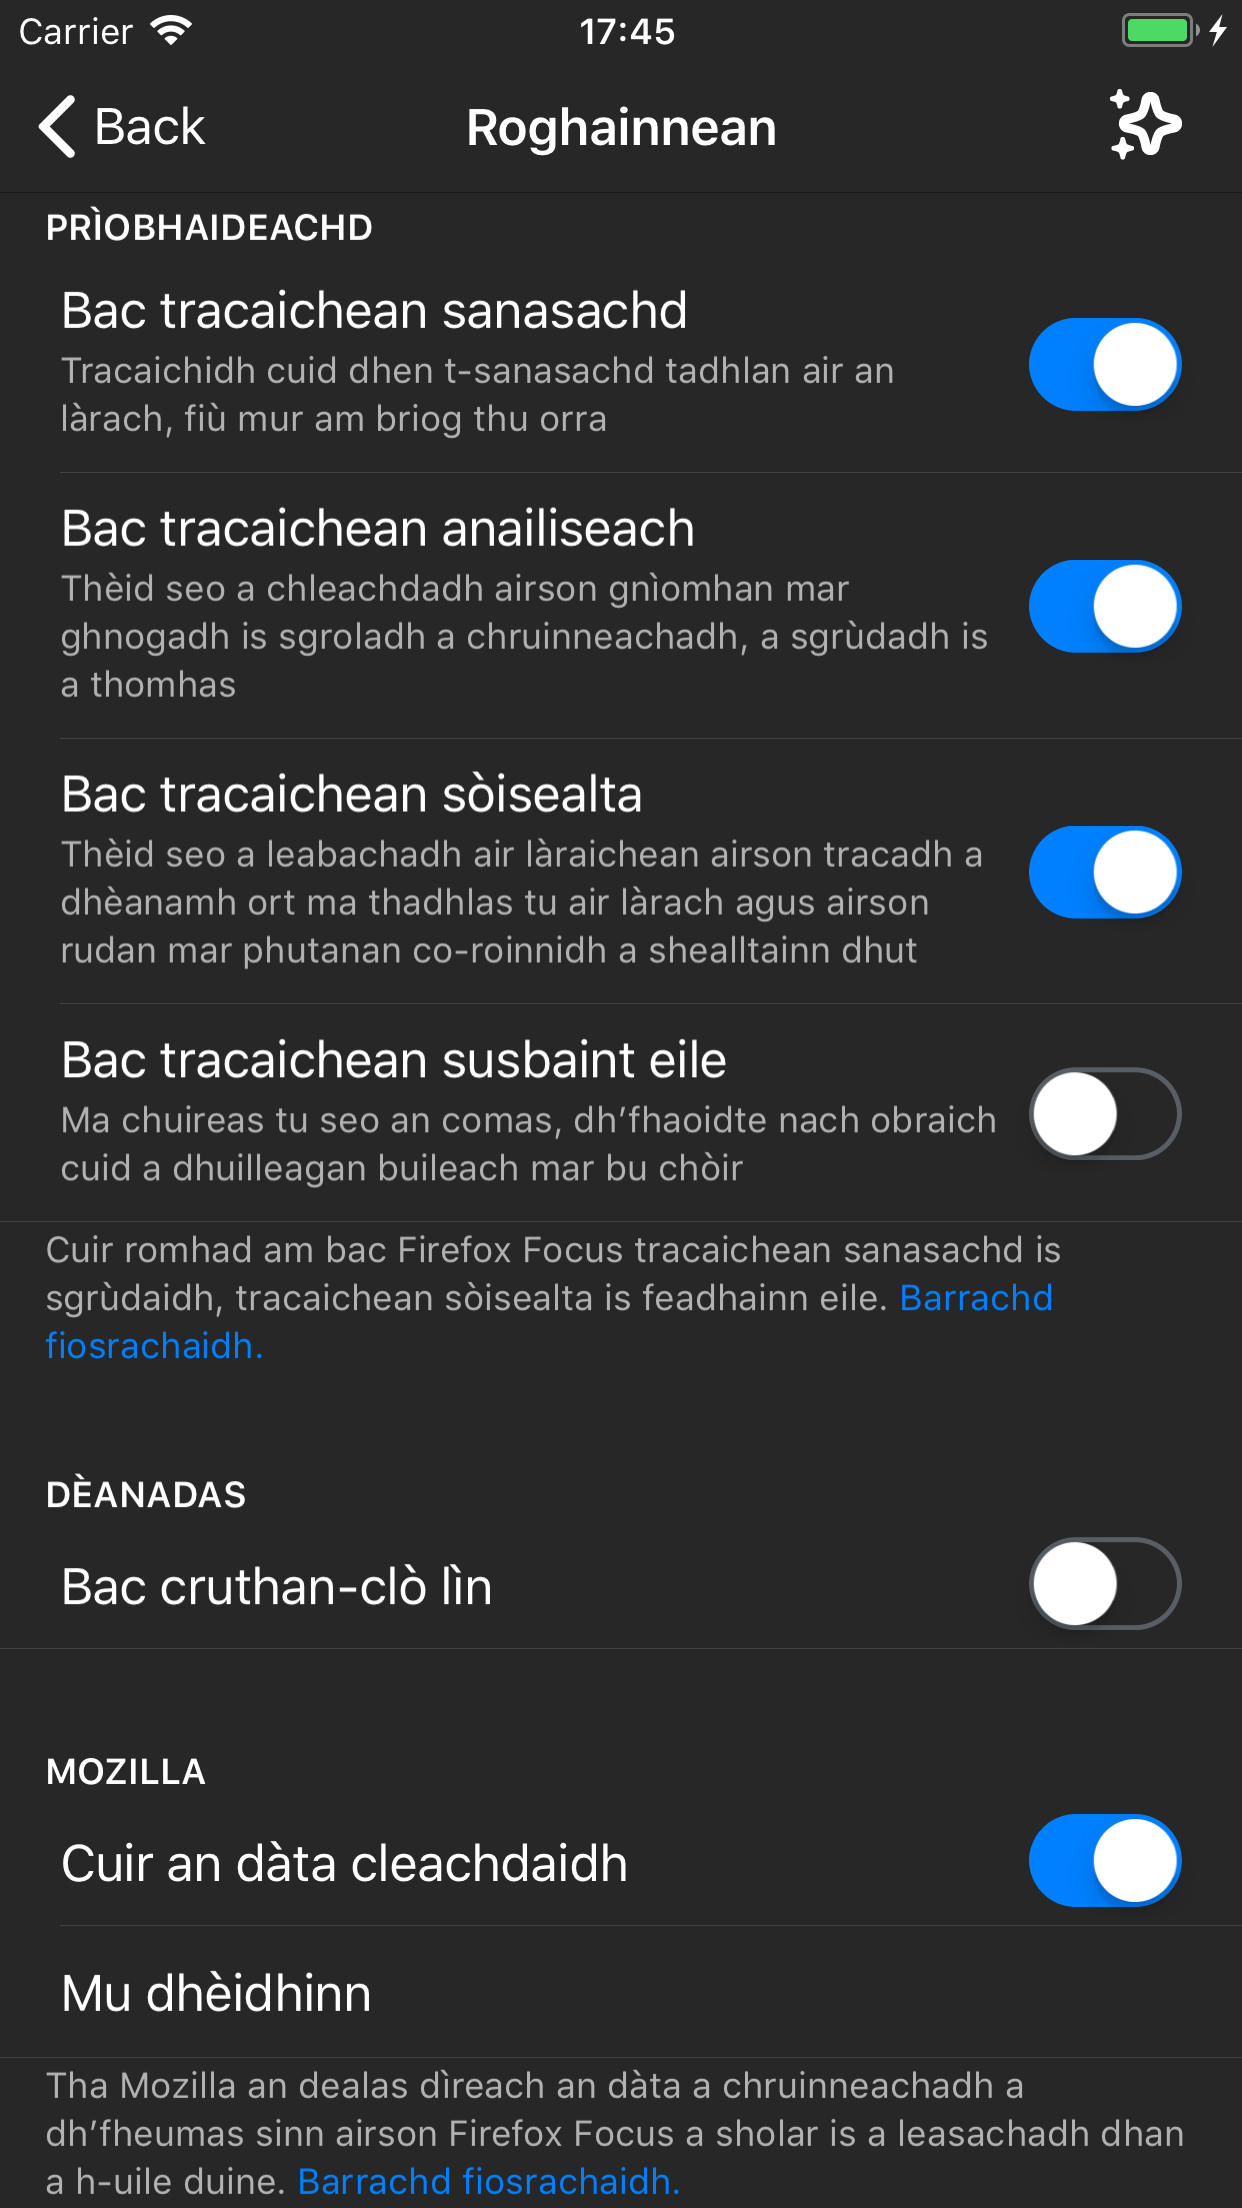 Carrier 17:45
Back Roghainnean
PRÌOBHAIDEACHD
Bac tracaichean sanasachd
Tracaichidh cuid dhen t-sanasachd tadhlan air an
làrach, fiù mur am briog thu orra
Bac tracaichean anailiseach
Thèid seo a chleachdadh airson gnìomhan mar
ghnogadh is sgroladh a chruinneachadh, a sgrùdadh is
a thomhas
Bac tracaichean sòisealta
Thèid seo a leabachadh air làraichean airson tracadh a
dhèanamh ort ma thadhlas tu air làrach agus airson
rudan mar phutanan co-roinnidh a shealltainn dhut
Bac tracaichean susbaint eile
Ma chuireas tu seo an comas, dh’fhaoidte nach obraich
cuid a dhuilleagan buileach mar bu chòir
Cuir romhad am bac Firefox Focus tracaichean sanasachd is
sgrùdaidh, tracaichean sòisealta is feadhainn eile. Barrachd
fiosrachaidh.
DÈANADAS
Bac cruthan-clò lìn
MOZILLA
Cuir an dàta cleachdaidh
Mu dhèidhinn
Tha Mozilla an dealas dìreach an dàta a chruinneachadh a
dh’fheumas sinn airson Firefox Focus a sholar is a leasachadh dhan
a h-uile duine. Barrachd fiosrachaidh.